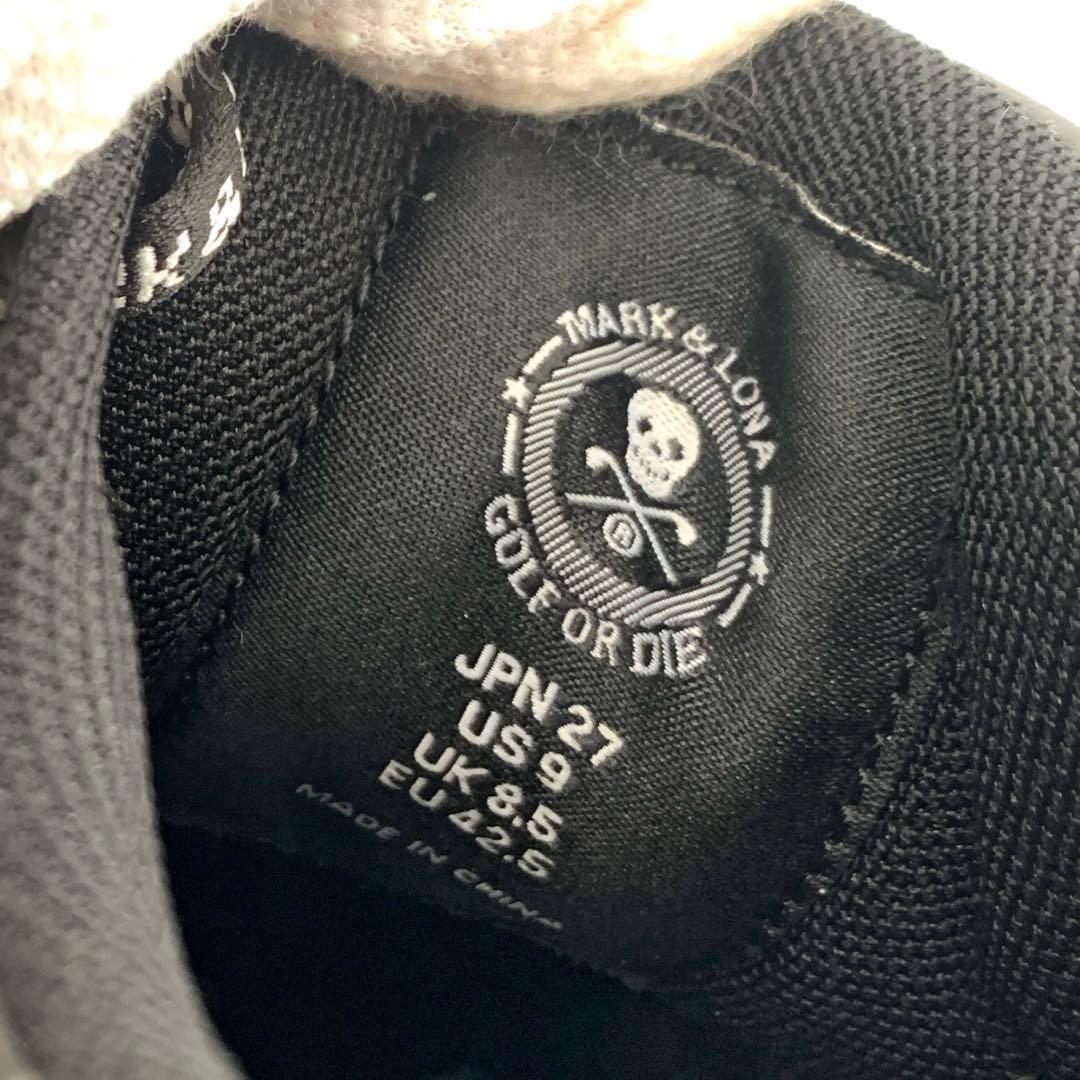 MARK & LONA
GOLF OR DIE
JPN 27
US 9
UK 8.5
EU 42.5
MADE IN CHINA